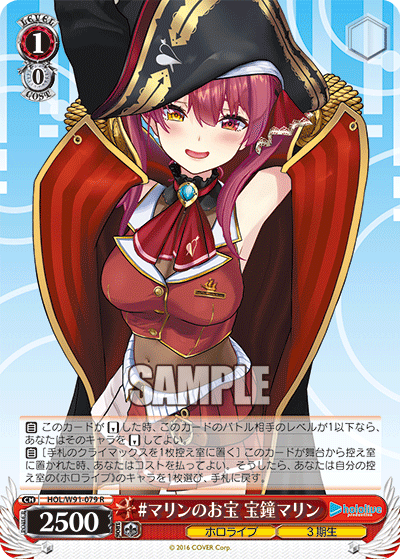 LEVEL
1
0
COST
SAMPLE
自 このカードが【】した時、このカードのバトル相手のレベルが1以下なら、
あなたはそのキャラを【】してよい。
自 [手札のクライマックスを1枚控え室に置く] このカードが舞台から控え
室に置かれた時、あなたはコストを払ってよい。そうしたら、あなたは自分の控
え室の《ホロライブ》のキャラを1枚選び、手札に戻す。
CH HOL/W91-079 R
#マリンのお宝 宝鐘マリン
hololive
2500
ホロライブ 3期生
© 2016 COVER Corp.